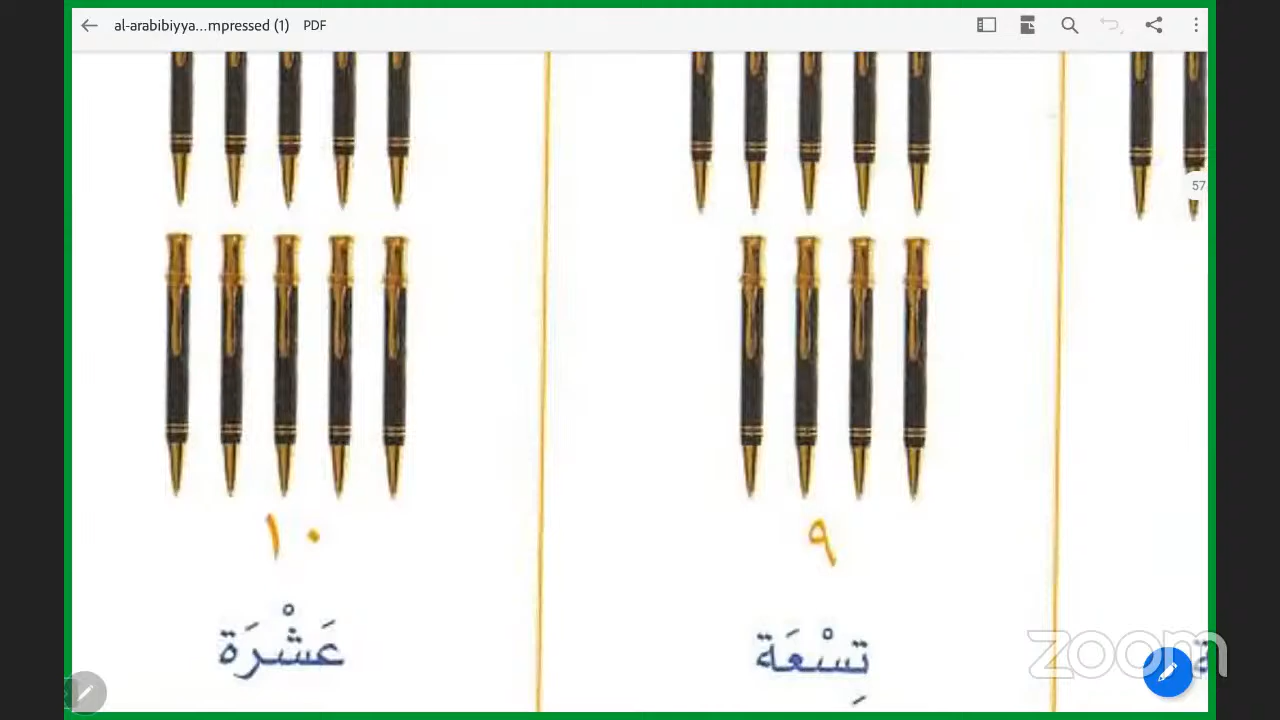 al-arabibiyya...mpressed (1) PDF
57
٩
١٠
تِسْعَة
عَشْرَة
zoom